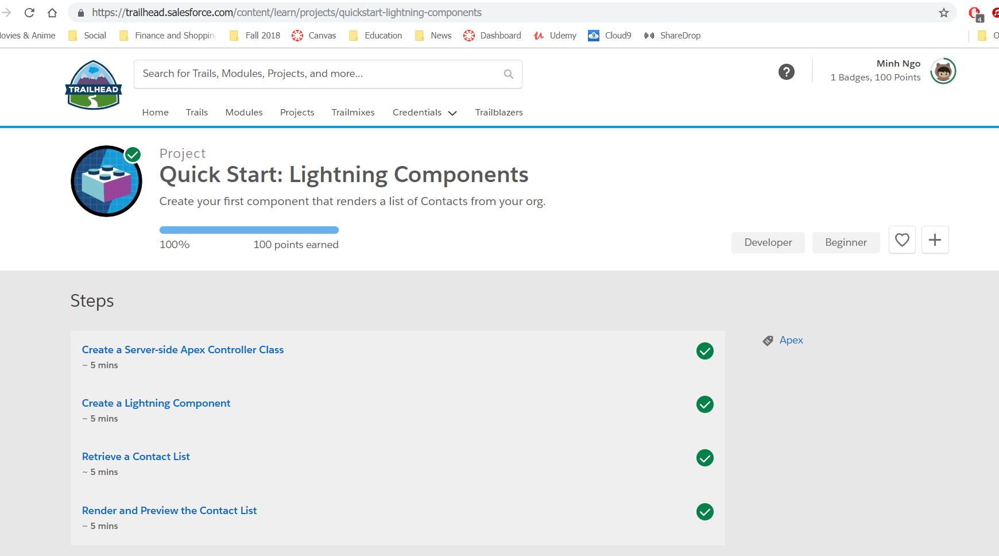 https://trailhead.salesforce.com/content/learn/projects/quickstart-lightning-components
4
ovies & Anime Social Finance and Shoppin Fall 2018 Canvas Education News Dashboard Udemy Cloud9 ShareDrop O
TRAILHEAD
Search for Trails, Modules, Projects, and more...
?
Minh Ngo
1 Badges, 100 Points
Home Trails Modules Projects Trailmixes Credentials Trailblazers
Project
Quick Start: Lightning Components
Create your first component that renders a list of Contacts from your org.
100% 100 points earned
Developer Beginner
Steps
Create a Server-side Apex Controller Class
~ 5 mins
Apex
Create a Lightning Component
~ 5 mins
Retrieve a Contact List
~ 5 mins
Render and Preview the Contact List
~ 5 mins